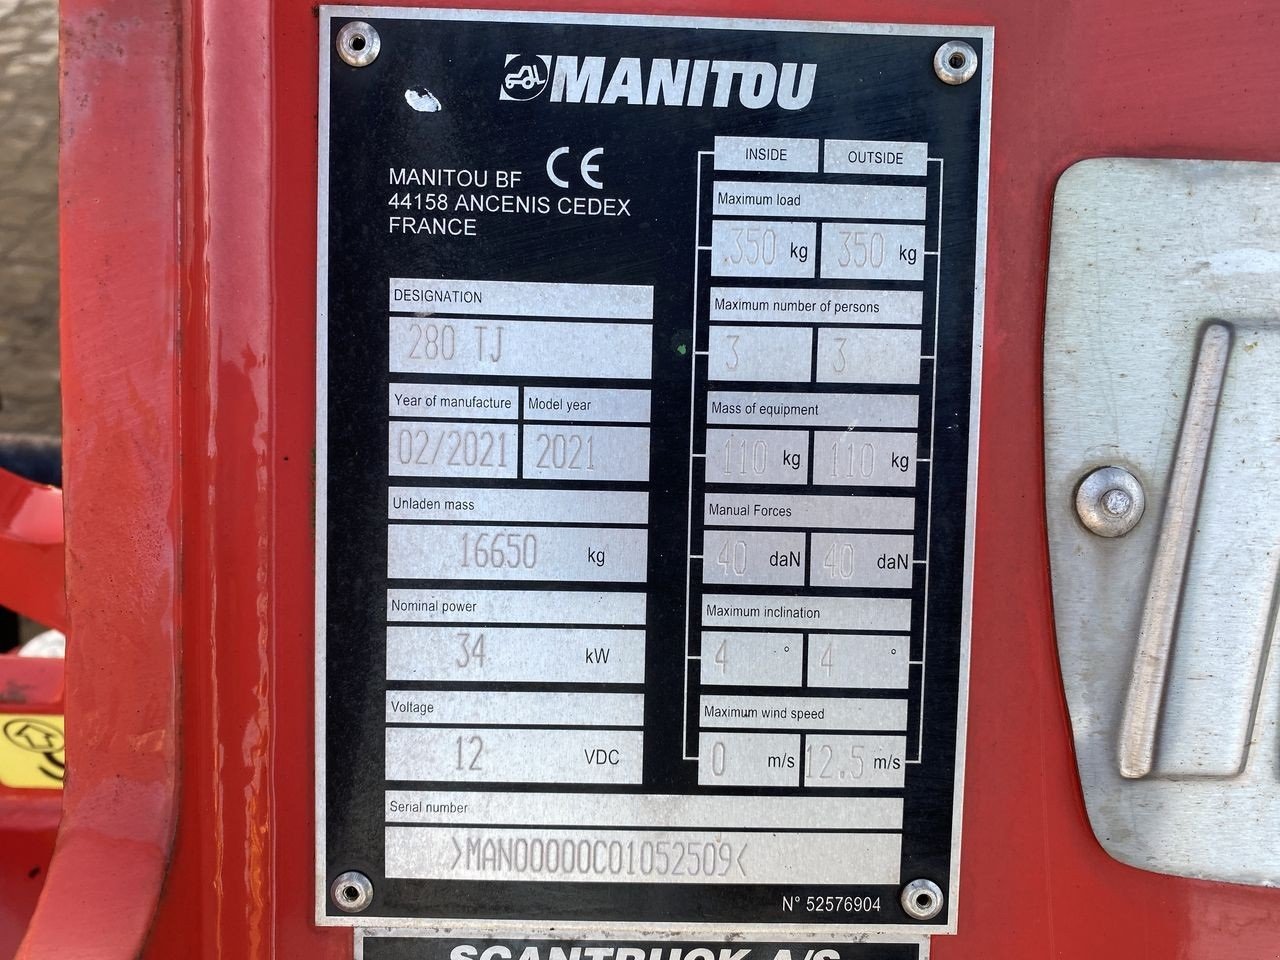 MANITOU
CE
MANITOU BF
44158 ANCENIS CEDEX
FRANCE
DESIGNATION
280 TJ
Year of manufacture Model year
02/2021 2021
Unladen mass
16650 kg
Nominal power
34 kW
Voltage
12 VDC
INSIDE OUTSIDE
Maximum load
350 kg 350 kg
Maximum number of persons
3 3
Mass of equipment
110 kg 110 kg
Manual Forces
40 daN 40 daN
Maximum inclination
4 ° 4 °
Maximum wind speed
0 m/s 12.5 m/s
Serial number
>MAN00000C01052509<
N° 52576904
SCANTRUCK A/S